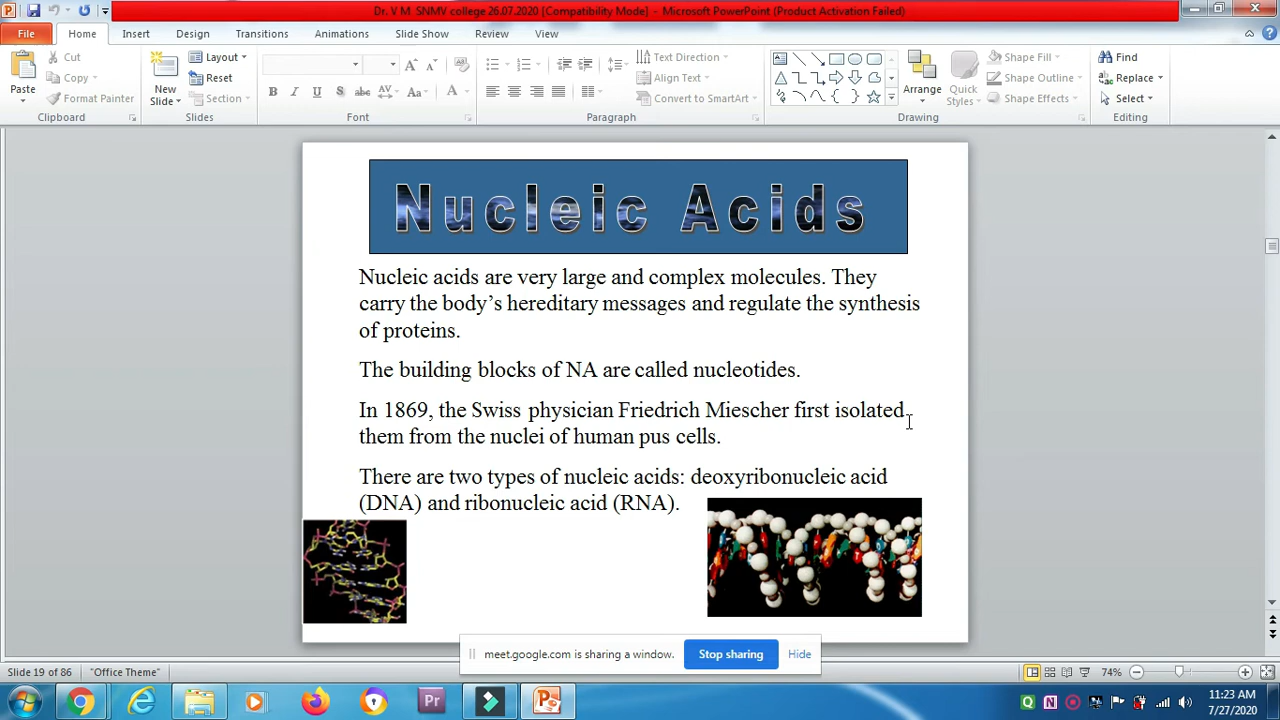 Dr. V M. SNMV college 26.07.2020 [Compatibility Mode] – Microsoft PowerPoint (Product Activation Failed)
File Home Insert Design Transitions Animations Slide Show Review View
Paste
Cut
Copy
Format Painter
Clipboard
New
Slide
Layout
Reset
Section
Slides
B I U S abc AV Aa A
Font
Text Direction
Align Text
Convert to SmartArt
Paragraph
Arrange
Quick
Styles
Shape Fill
Shape Outline
Shape Effects
Drawing
Find
Replace
Select
Editing
Nucleic Acids
Nucleic acids are very large and complex molecules. They
carry the body’s hereditary messages and regulate the synthesis
of proteins.
The building blocks of NA are called nucleotides.
In 1869, the Swiss physician Friedrich Miescher first isolated
them from the nuclei of human pus cells.
There are two types of nucleic acids: deoxyribonucleic acid
(DNA) and ribonucleic acid (RNA).
meet.google.com is sharing a window. Stop sharing Hide
Slide 19 of 86 "Office Theme" 74%
Pr
11:23 AM
7/27/2020